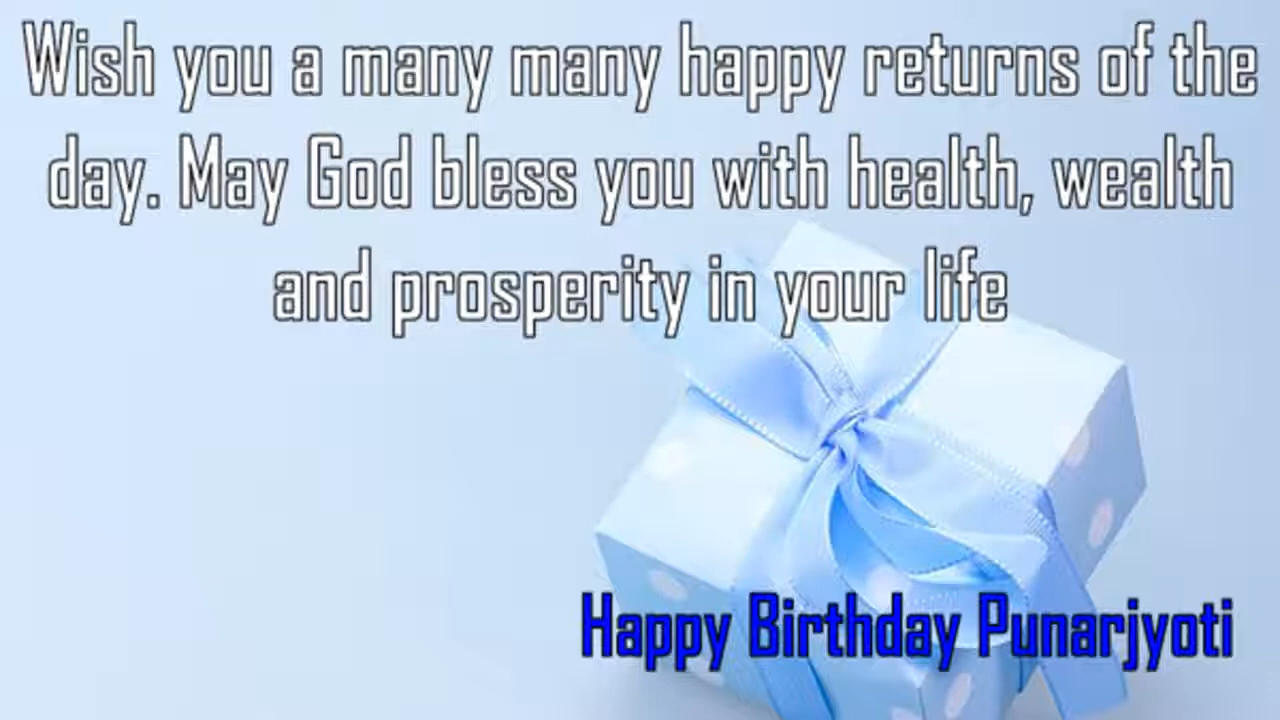 Wish you a many many happy returns of the
day. May God bless you with health, wealth
and prosperity in your life
Happy Birthday Punarjyoti